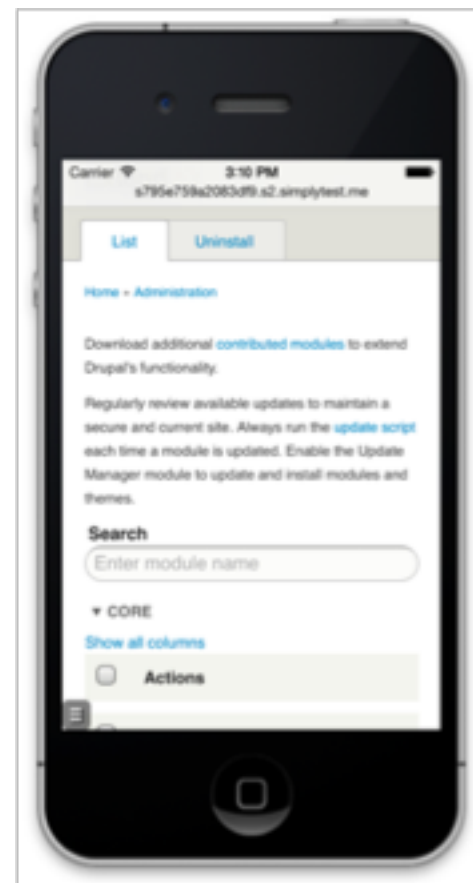 Carrier 3:10 PM
s795e759a2083df9.s2.simplytest.me
List Uninstall
Home » Administration
Download additional contributed modules to extend
Drupal's functionality.
Regularly review available updates to maintain a
secure and current site. Always run the update script
each time a module is updated. Enable the Update
Manager module to update and install modules and
themes.
Search
Enter module name
▾ CORE
Show all columns
Actions